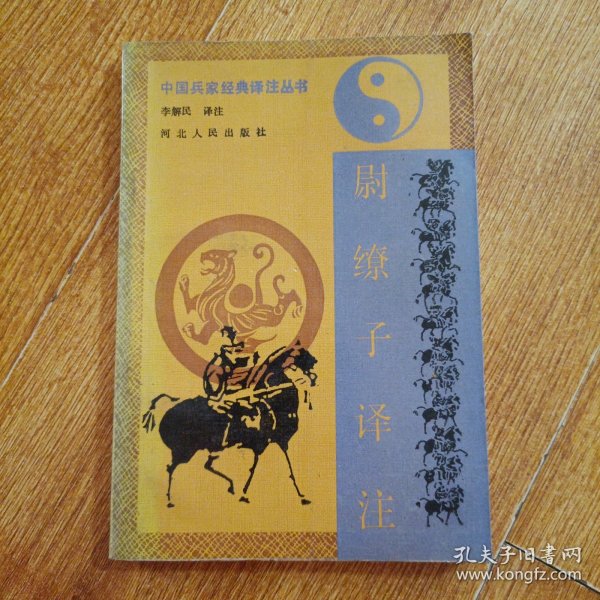 中国兵家经典译注丛书
李解民 译注
河北人民出版社
尉缭子译注
孔夫子旧书网
www.kongfz.com